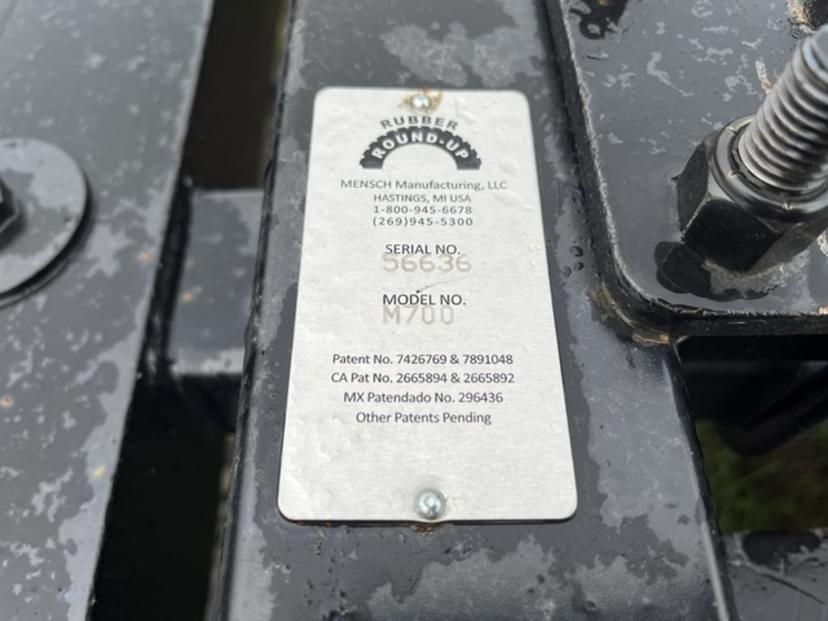 RUBBER
ROUND-UP
MENSCH Manufacturing, LLC
HASTINGS, MI USA
1-800-945-6678
(269)945-5300
SERIAL NO.
56636
MODEL NO.
M700
Patent No. 7426769 & 7891048
CA Pat No. 2665894 & 2665892
MX Patendado No. 296436
Other Patents Pending